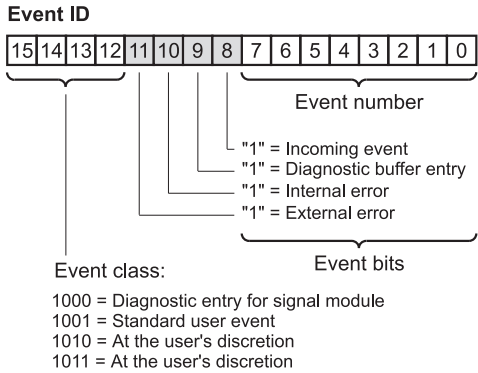 Event ID
15 14 13 12 11 10 9 8 7 6 5 4 3 2 1 0
Event number
"1" = Incoming event
"1" = Diagnostic buffer entry
"1" = Internal error
"1" = External error
Event bits
Event class:
1000 = Diagnostic entry for signal module
1001 = Standard user event
1010 = At the user's discretion
1011 = At the user's discretion